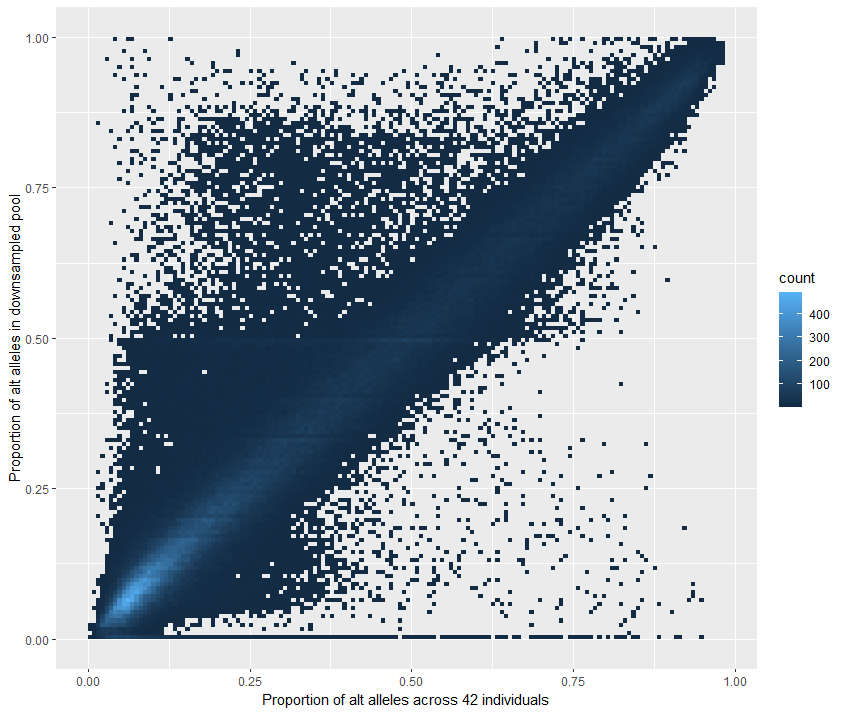 1.00
0.75
0.50
0.25
0.00
Proportion of alt alleles in downsampled pool
0.00 0.25 0.50 0.75 1.00
Proportion of alt alleles across 42 individuals
count
400
300
200
100